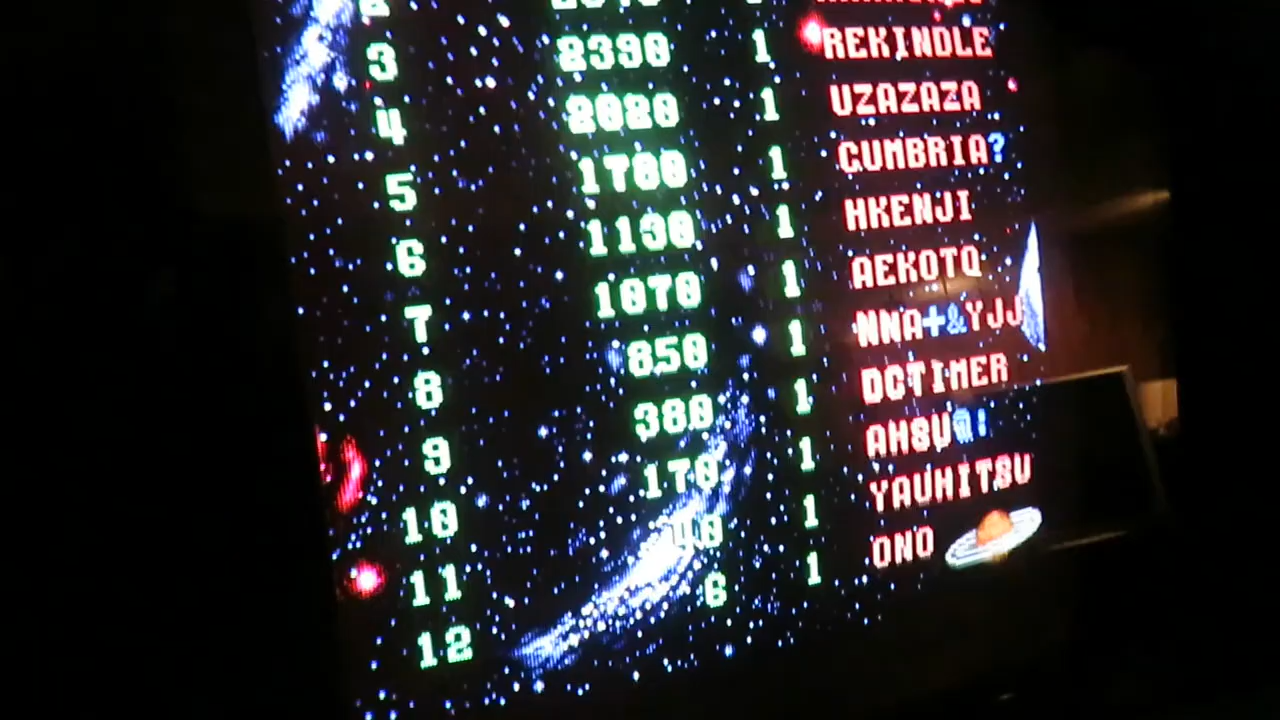 3 2390 1 REKINDLE
4 2020 1 UZAZAZA
5 1780 1 CUMBRIA?
6 1130 1 HKENJI
7 1070 1 AEKOTQ
8 850 1 NNA+&YJJ
9 380 1 DCTIMER
10 170 1 AHSU@!
11 40 1 YAUMITSU
12 6 1 ONO